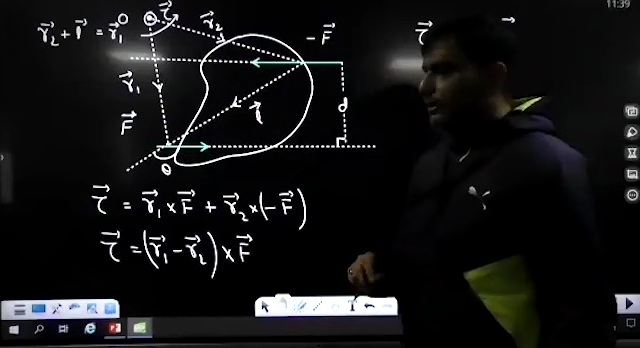 11:39
O τ⃗
r⃗₂
-F⃗
r⃗₂ + r⃗ = r⃗₁
τ⃗
r⃗₁
r⃗
d
F⃗
θ
τ⃗ = r⃗₁ × F⃗ + r⃗₂ × (-F⃗)
τ⃗ = (r⃗₁ - r⃗₂) × F⃗